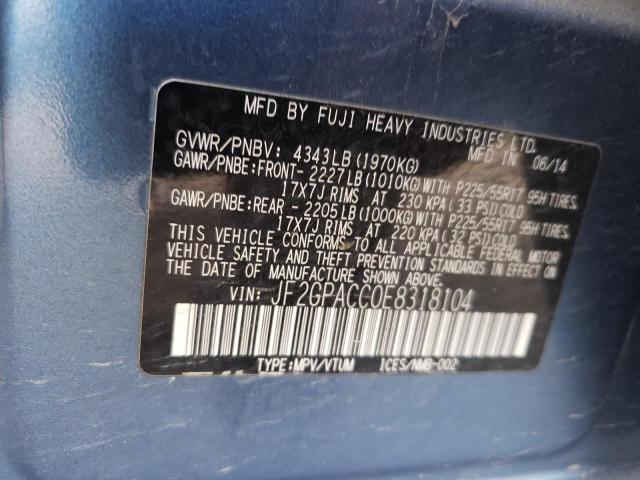 MFD BY FUJI HEAVY INDUSTRIES LTD.
MFD IN 06/14
GVWR/PNBV: 4343LB (1970KG)
GAWR/PNBE:FRONT- 2227LB (1010KG) WITH P225/55R17 95H TIRES
17X7J RIMS AT 230 KPA (33 PSI) COLD
GAWR/PNBE:REAR - 2205LB (1000KG) WITH P225/55R17 95H TIRES
17X7J RIMS AT 220 KPA (32 PSI) COLD
THIS VEHICLE CONFORMS TO ALL APPLICABLE FEDERAL MOTOR
VEHICLE SAFETY AND THEFT PREVENTION STANDARDS IN EFFECT ON
THE DATE OF MANUFACTURE SHOWN ABOVE.
VIN: JF2GPACC0E8318104
TYPE:MPV/VTUM ICES/NMB-002